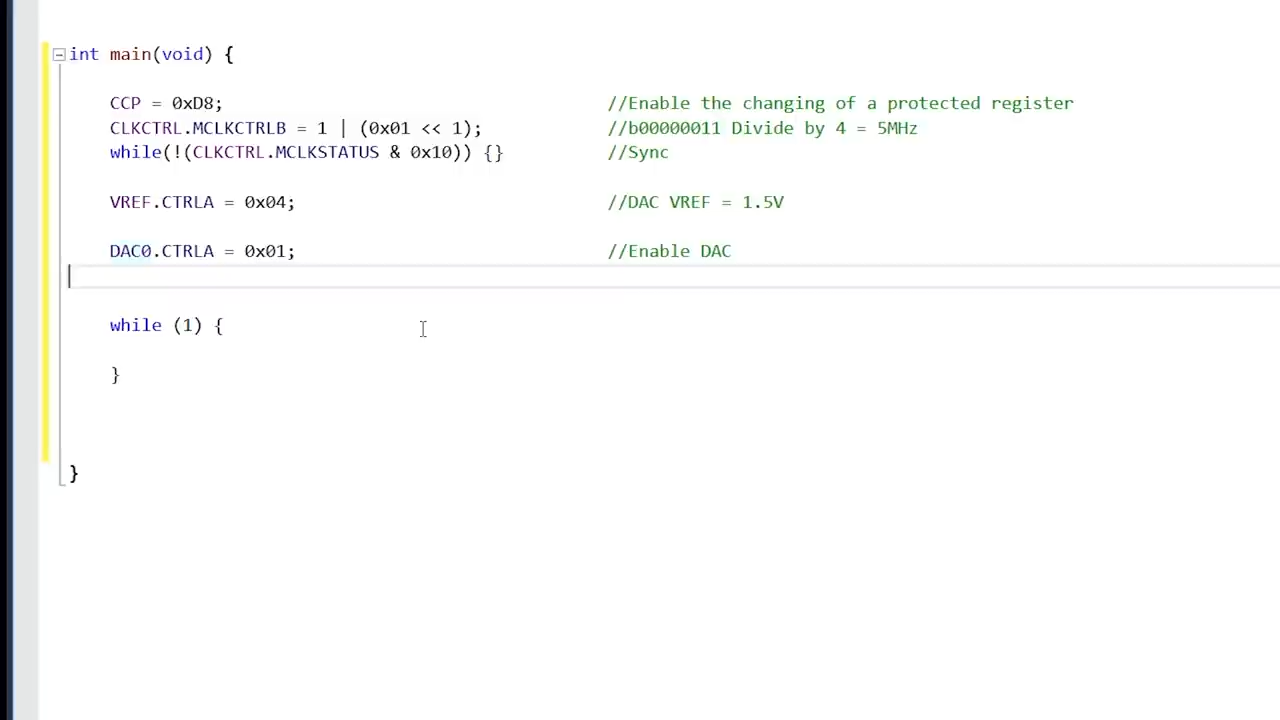 int main(void) {
CCP = 0xD8; //Enable the changing of a protected register
CLKCTRL.MCLKCTRLB = 1 | (0x01 << 1); //b00000011 Divide by 4 = 5MHz
while(!(CLKCTRL.MCLKSTATUS & 0x10)) {} //Sync
VREF.CTRLA = 0x04; //DAC VREF = 1.5V
DAC0.CTRLA = 0x01; //Enable DAC
while (1) {
}
}